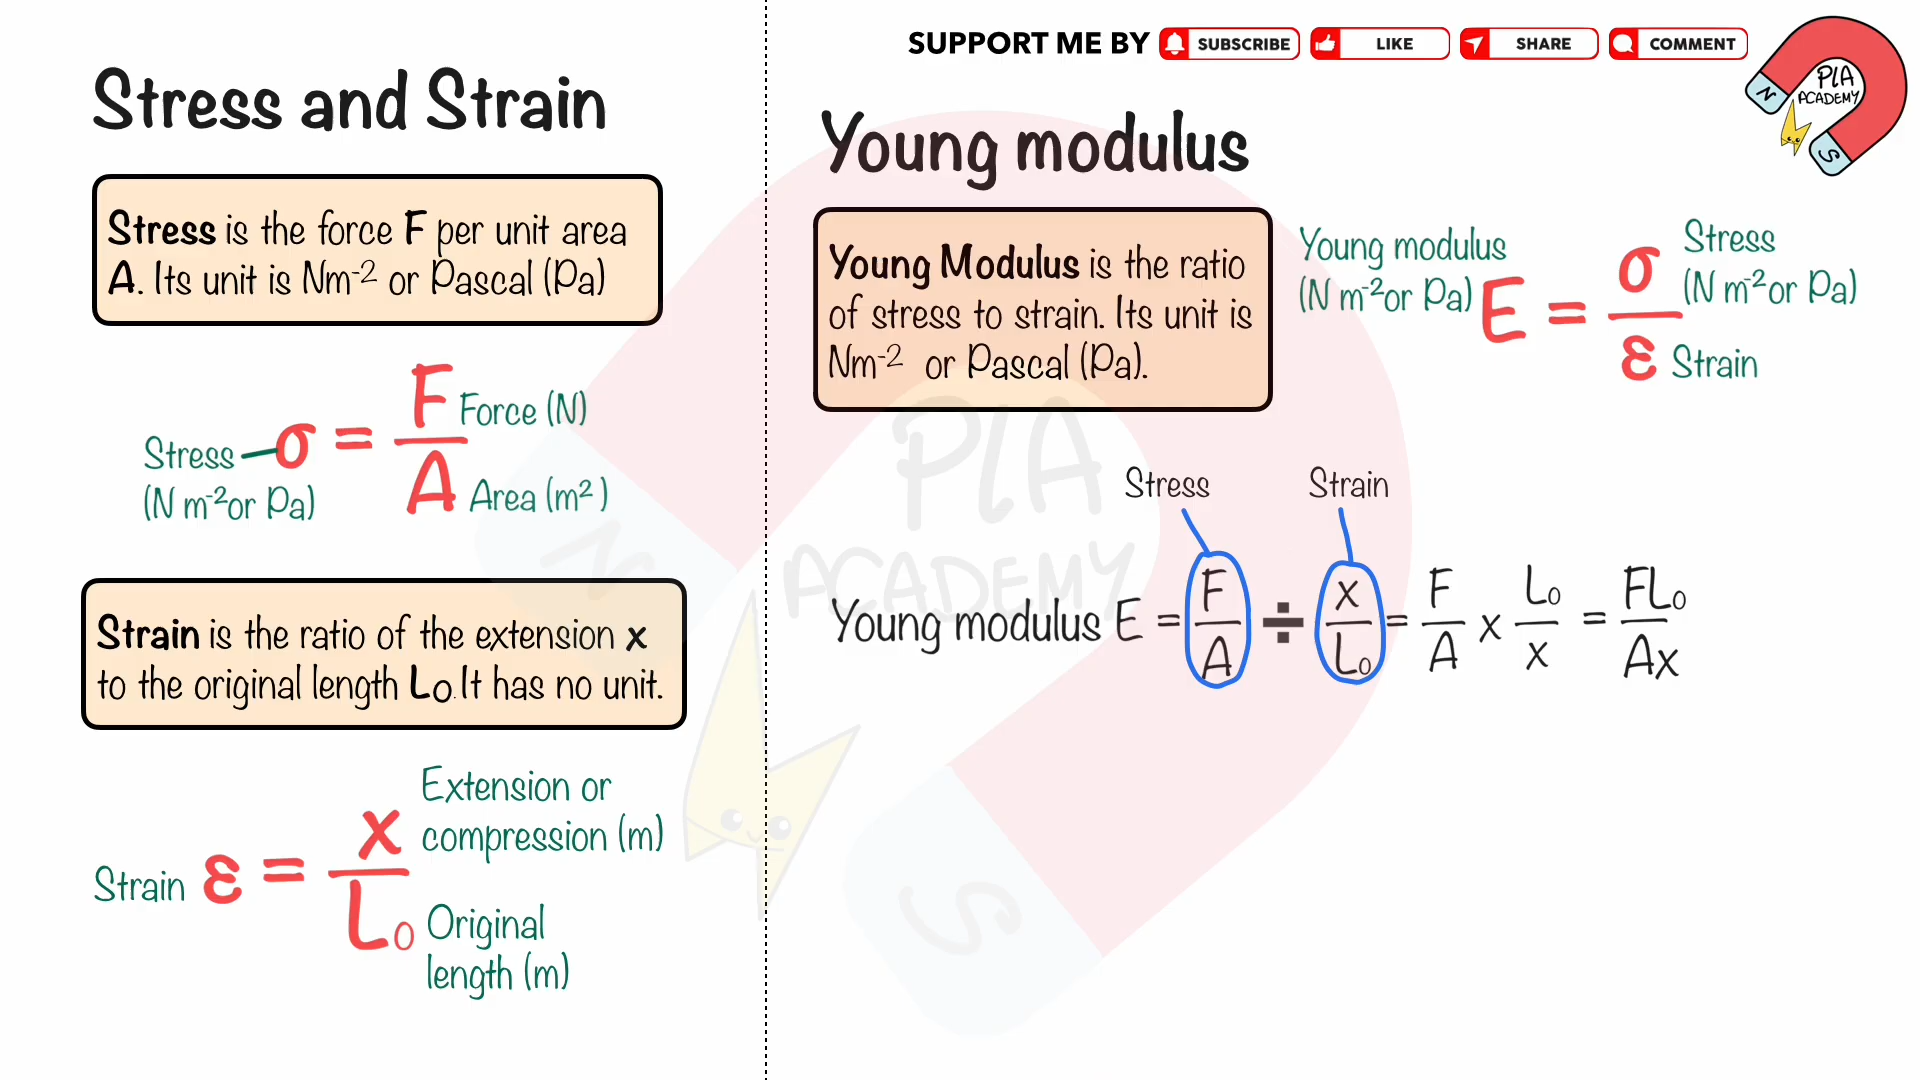 SUPPORT ME BY SUBSCRIBE LIKE SHARE COMMENT
PLA
ACADEMY
N
S
Stress and Strain
Stress is the force F per unit area
A. Its unit is Nm⁻² or Pascal (Pa)
Stress σ = F/A Force (N)
(N m⁻² or Pa) Area (m²)
Strain is the ratio of the extension x
to the original length L₀. It has no unit.
Strain ε = x/L₀
Extension or
compression (m)
Original
length (m)
Young modulus
Young Modulus is the ratio
of stress to strain. Its unit is
Nm⁻² or Pascal (Pa).
Young modulus
(N m⁻² or Pa) E = σ/ε
Stress
(N m⁻² or Pa)
Strain
Stress Strain
Young modulus E = F/A ÷ x/L₀ = F/A x L₀/x = FL₀/Ax
PLA
ACADEMY
N
S